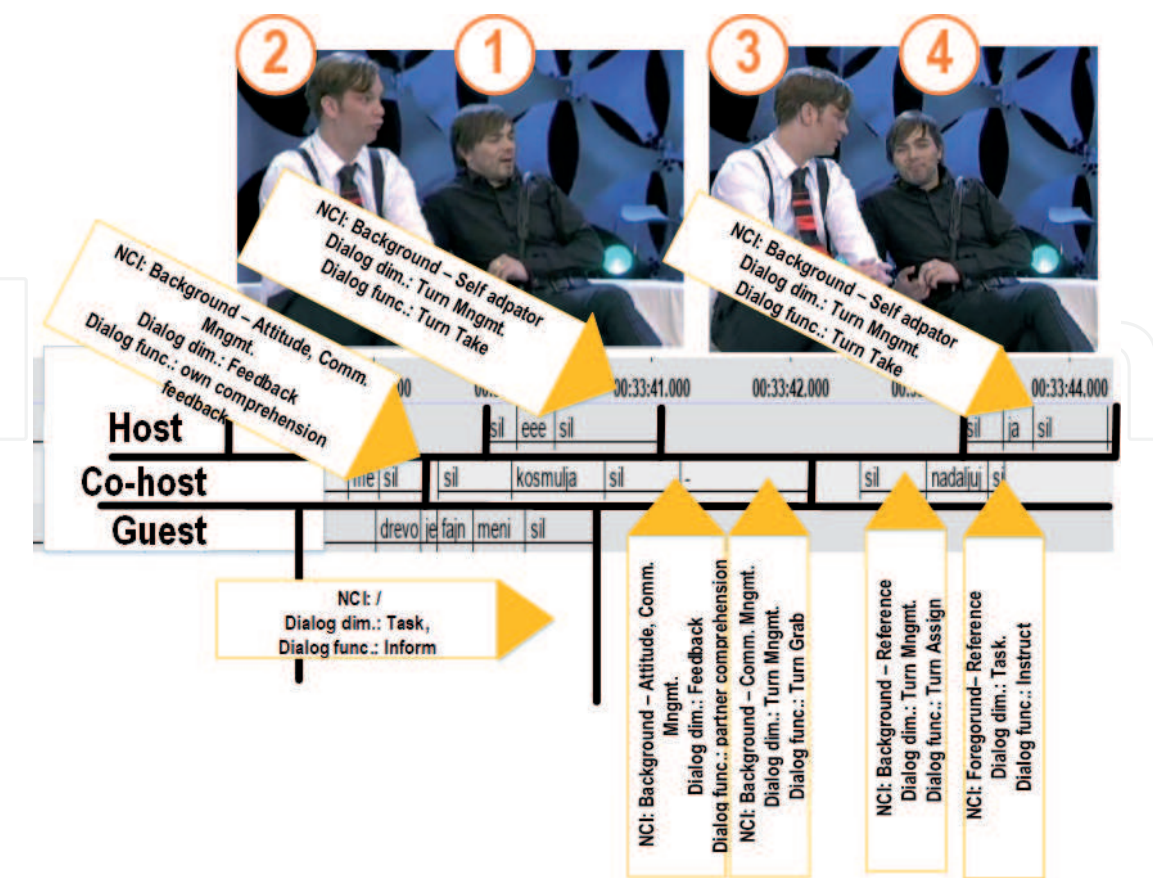 2 1 3 4
NCI: Background – Self adpator
Dialog dim.: Turn Mngmt.
Dialog func.: Turn Take
NCI: Background – Self adpator
Dialog dim.: Turn Mngmt.
Dialog func.: Turn Take
NCI: Background – Attitude, Comm.
Mngmt.
Dialog dim.: Feedback
Dialog func.: own comprehension
feedback
00:33:41.000 00:33:42.000 00:33:44.000
Host sil eee sil sil ja sil
Co-host me sil sil kosmulja sil - sil nadaljuj si
Guest drevo je fajn meni sil
NCI: /
Dialog dim.: Task,
Dialog func.: Inform
NCI: Background – Attitude, Comm.
Mngmt.
Dialog dim.: Feedback
Dialog func.: partner comprehension
NCI: Background – Comm. Mngmt.
Dialog dim.: Turn Mngmt.
Dialog func.: Turn Grab
NCI: Background – Reference
Dialog dim.: Turn Mngmt.
Dialog func.: Turn Assign
NCI: Foregorund– Reference
Dialog dim.: Task.
Dialog func.: Instruct